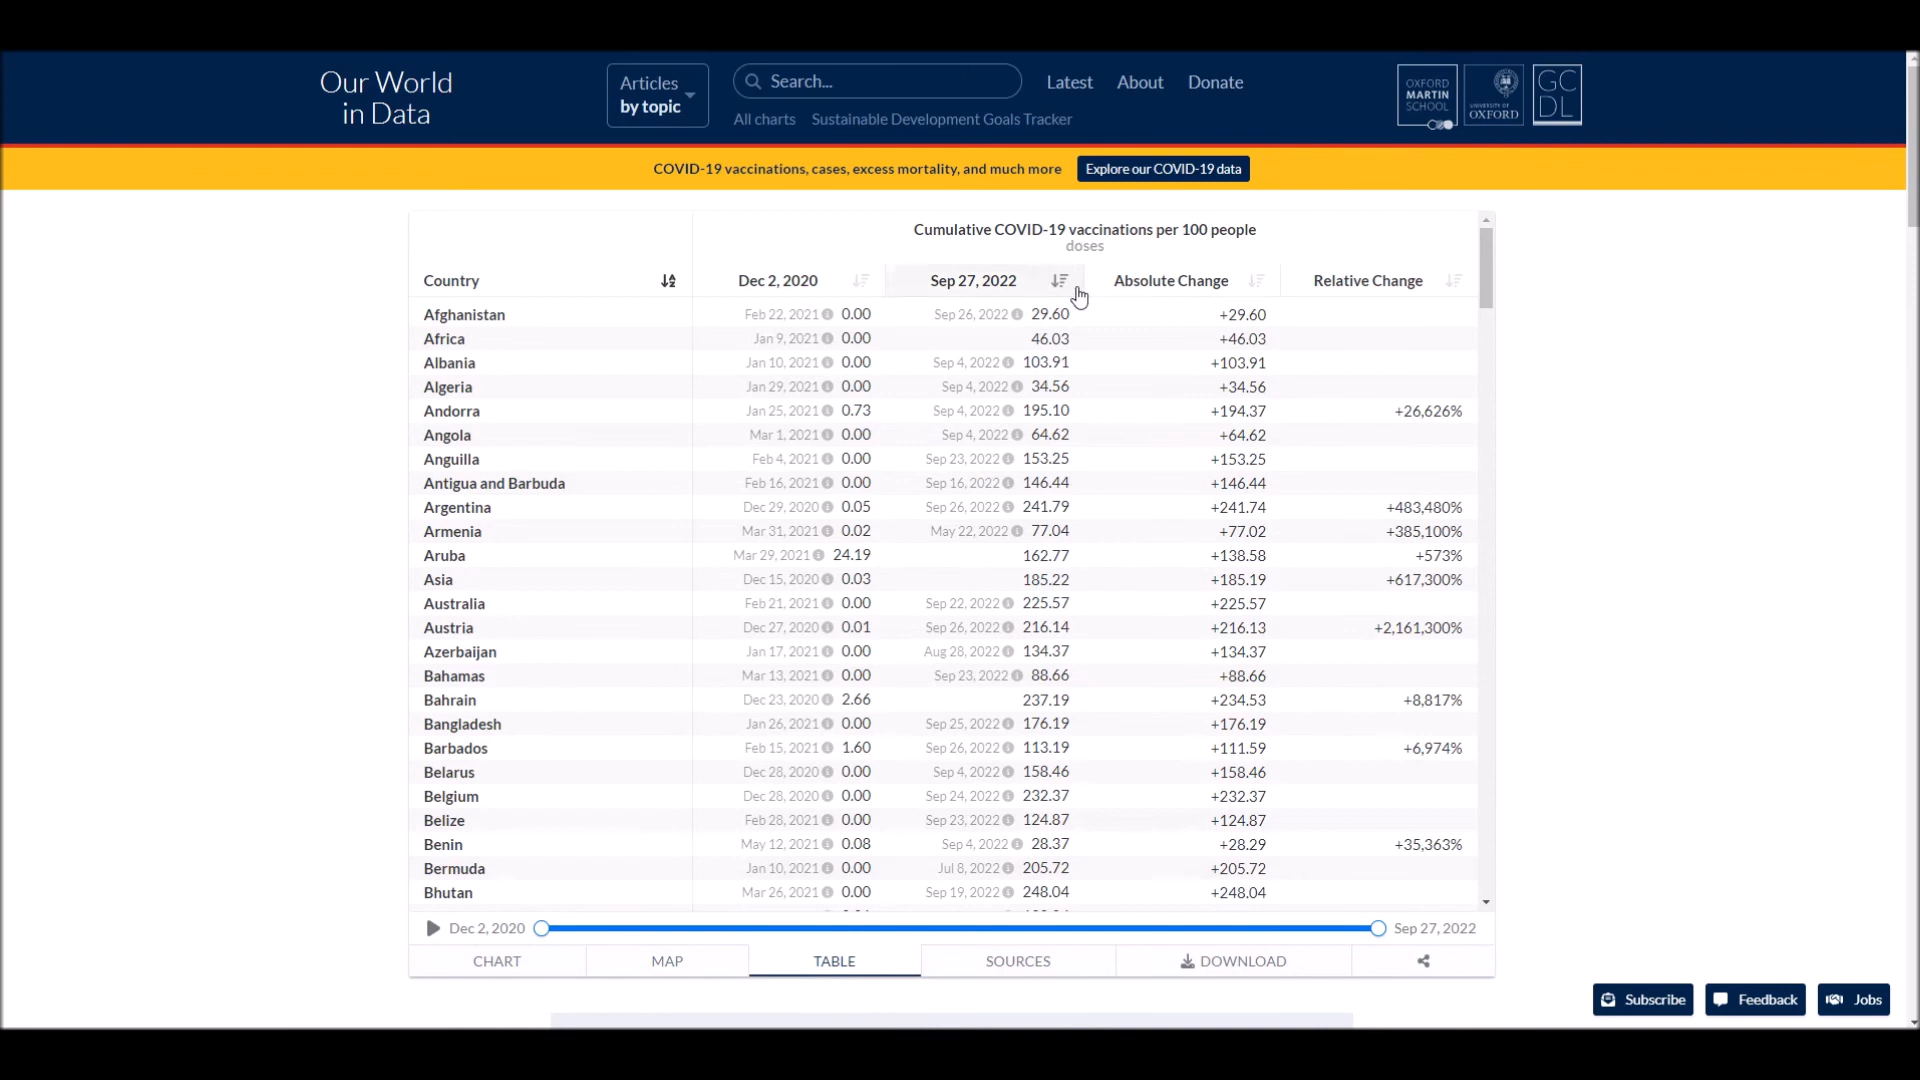 Our World
in Data
Articles
by topic
Search...
Latest
About
Donate
All charts
Sustainable Development Goals Tracker
OXFORD
MARTIN
SCHOOL
UNIVERSITY OF
OXFORD
GC
DL
COVID-19 vaccinations, cases, excess mortality, and much more
Explore our COVID-19 data
Cumulative COVID-19 vaccinations per 100 people
doses
Country Dec 2, 2020 Sep 27, 2022 Absolute Change Relative Change
Afghanistan Feb 22, 2021 0.00 Sep 26, 2022 29.60 +29.60
Africa Jan 9, 2021 0.00 46.03 +46.03
Albania Jan 10, 2021 0.00 Sep 4, 2022 103.91 +103.91
Algeria Jan 29, 2021 0.00 Sep 4, 2022 34.56 +34.56
Andorra Jan 25, 2021 0.73 Sep 4, 2022 195.10 +194.37 +26,626%
Angola Mar 1, 2021 0.00 Sep 4, 2022 64.62 +64.62
Anguilla Feb 4, 2021 0.00 Sep 23, 2022 153.25 +153.25
Antigua and Barbuda Feb 16, 2021 0.00 Sep 16, 2022 146.44 +146.44
Argentina Dec 29, 2020 0.05 Sep 26, 2022 241.79 +241.74 +483,480%
Armenia Mar 31, 2021 0.02 May 22, 2022 77.04 +77.02 +385,100%
Aruba Mar 29, 2021 24.19 162.77 +138.58 +573%
Asia Dec 15, 2020 0.03 185.22 +185.19 +617,300%
Australia Feb 21, 2021 0.00 Sep 22, 2022 225.57 +225.57
Austria Dec 27, 2020 0.01 Sep 26, 2022 216.14 +216.13 +2,161,300%
Azerbaijan Jan 17, 2021 0.00 Aug 28, 2022 134.37 +134.37
Bahamas Mar 13, 2021 0.00 Sep 23, 2022 88.66 +88.66
Bahrain Dec 23, 2020 2.66 237.19 +234.53 +8,817%
Bangladesh Jan 26, 2021 0.00 Sep 25, 2022 176.19 +176.19
Barbados Feb 15, 2021 1.60 Sep 26, 2022 113.19 +111.59 +6,974%
Belarus Dec 28, 2020 0.00 Sep 4, 2022 158.46 +158.46
Belgium Dec 28, 2020 0.00 Sep 24, 2022 232.37 +232.37
Belize Feb 28, 2021 0.00 Sep 23, 2022 124.87 +124.87
Benin May 12, 2021 0.08 Sep 4, 2022 28.37 +28.29 +35,363%
Bermuda Jan 10, 2021 0.00 Jul 8, 2022 205.72 +205.72
Bhutan Mar 26, 2021 0.00 Sep 19, 2022 248.04 +248.04
Dec 2, 2020 Sep 27, 2022
CHART MAP TABLE SOURCES DOWNLOAD
Subscribe Feedback Jobs